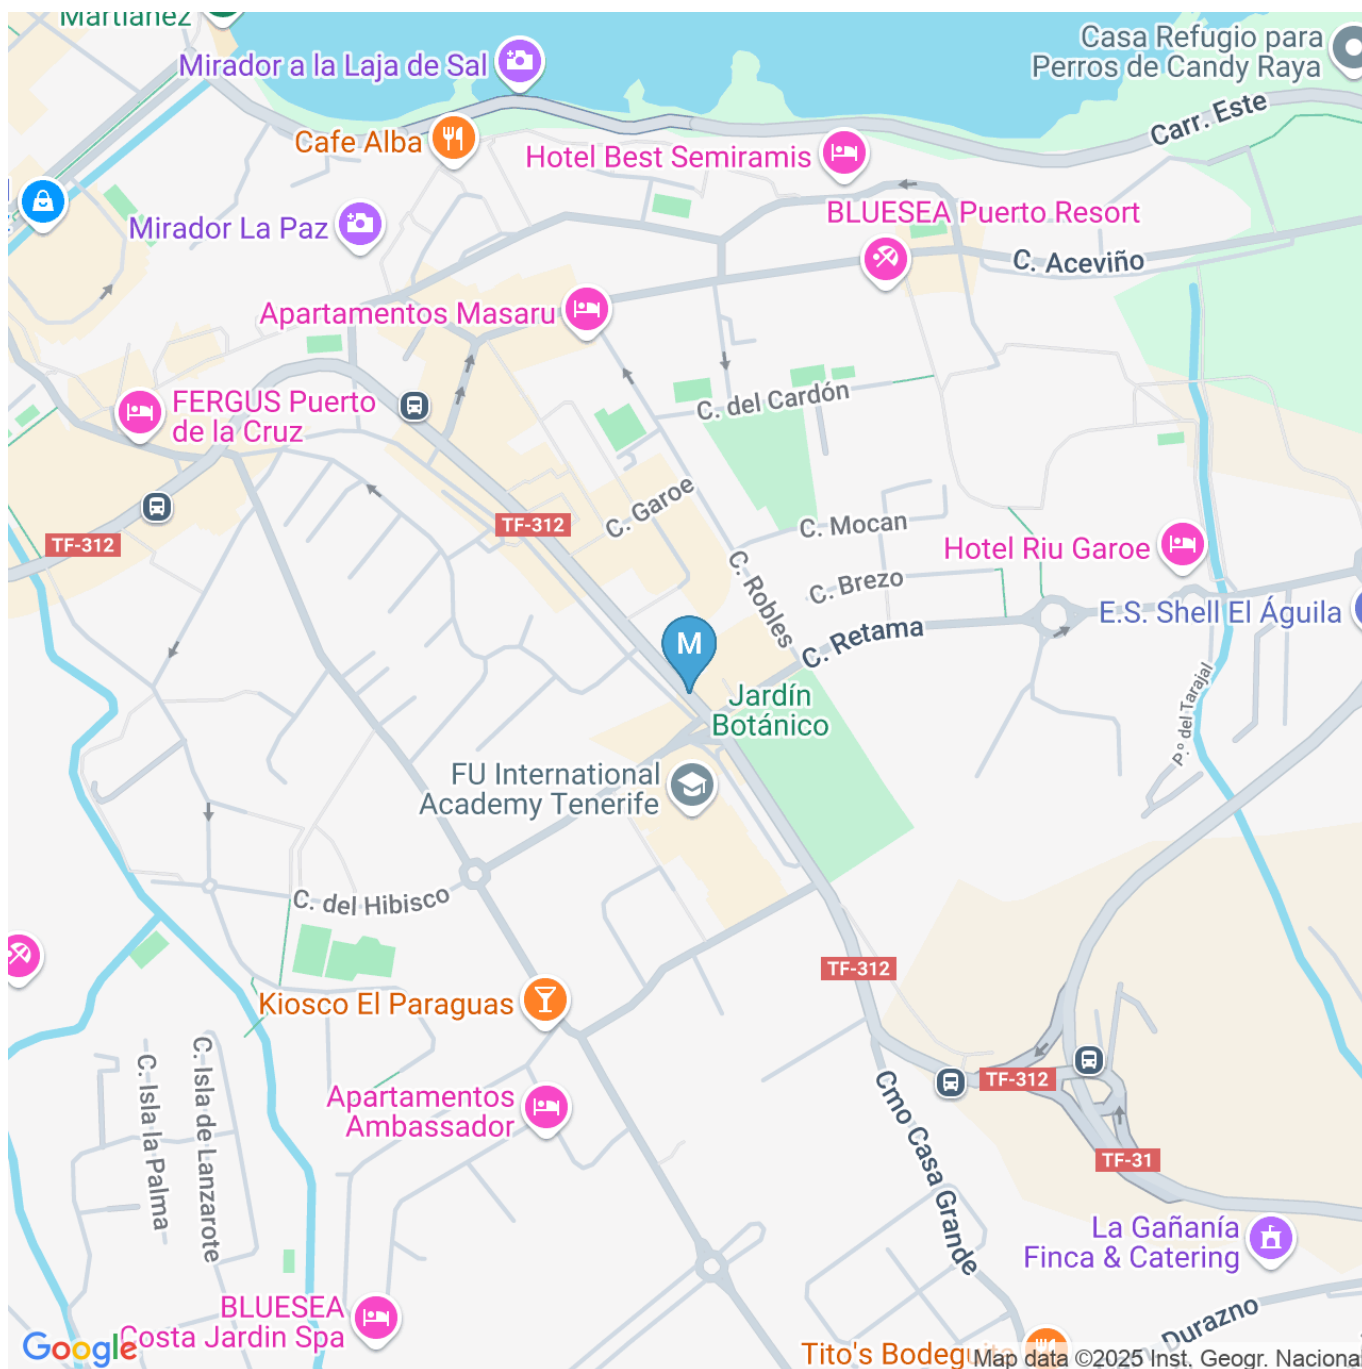 Martiánez
Mirador a la Laja de Sal
Casa Refugio para
Perros de Candy Raya
Carr. Este
Cafe Alba
Hotel Best Semiramis
Mirador La Paz
BLUESEA Puerto Resort
C. Aceviño
Apartamentos Masaru
FERGUS Puerto
de la Cruz
C. del Cardón
C. Garoe
TF-312
TF-312
C. Mocan
Hotel Riu Garoe
C. Robles
C. Brezo
E.S. Shell El Águila
C. Retama
M
P.º del Tarajal
Jardín
Botánico
FU International
Academy Tenerife
C. del Hibisco
TF-312
Kiosco El Paraguas
C. Isla la Palma
C. Isla de Lanzarote
TF-312
Apartamentos
Ambassador
Cmo Casa Grande
TF-31
La Gañanía
Finca & Catering
BLUESEA
Costa Jardin Spa
Durazno
Tito's Bodeguita
Google
Map data ©2025 Inst. Geogr. Naciona